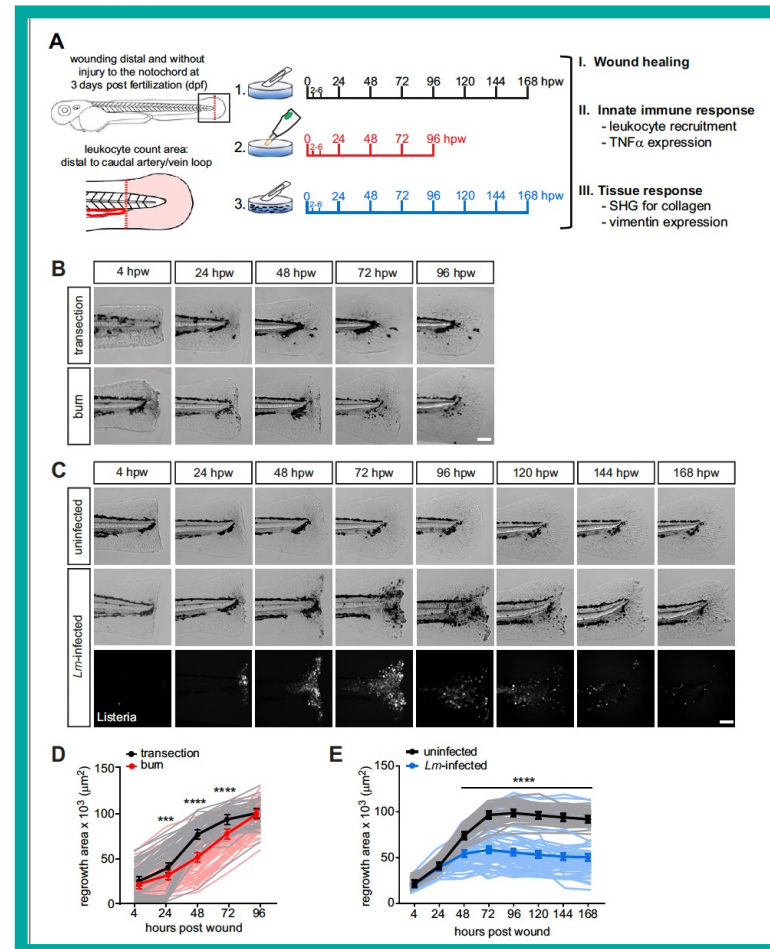 A
wounding distal and without
injury to the notochord at
3 days post fertilization (dpf)
leukocyte count area:
distal to caudal artery/vein loop
1.
0 2-6 24 48 72 96 120 144 168 hpw
2.
0 2-6 24 48 72 96 hpw
3.
0 2-6 24 48 72 96 120 144 168 hpw
I. Wound healing
II. Innate immune response
- leukocyte recruitment
- TNFα expression
III. Tissue response
- SHG for collagen
- vimentin expression
B
4 hpw 24 hpw 48 hpw 72 hpw 96 hpw
transection
burn
C
4 hpw 24 hpw 48 hpw 72 hpw 96 hpw 120 hpw 144 hpw 168 hpw
uninfected
Lm-infected
Listeria
D
transection
burn
regrowth area x 10³ (µm²)
150
100
50
0
*** **** ****
4 24 48 72 96
hours post wound
E
uninfected
Lm-infected
regrowth area x 10³ (µm²)
150
100
50
0
****
4 24 48 72 96 120 144 168
hours post wound